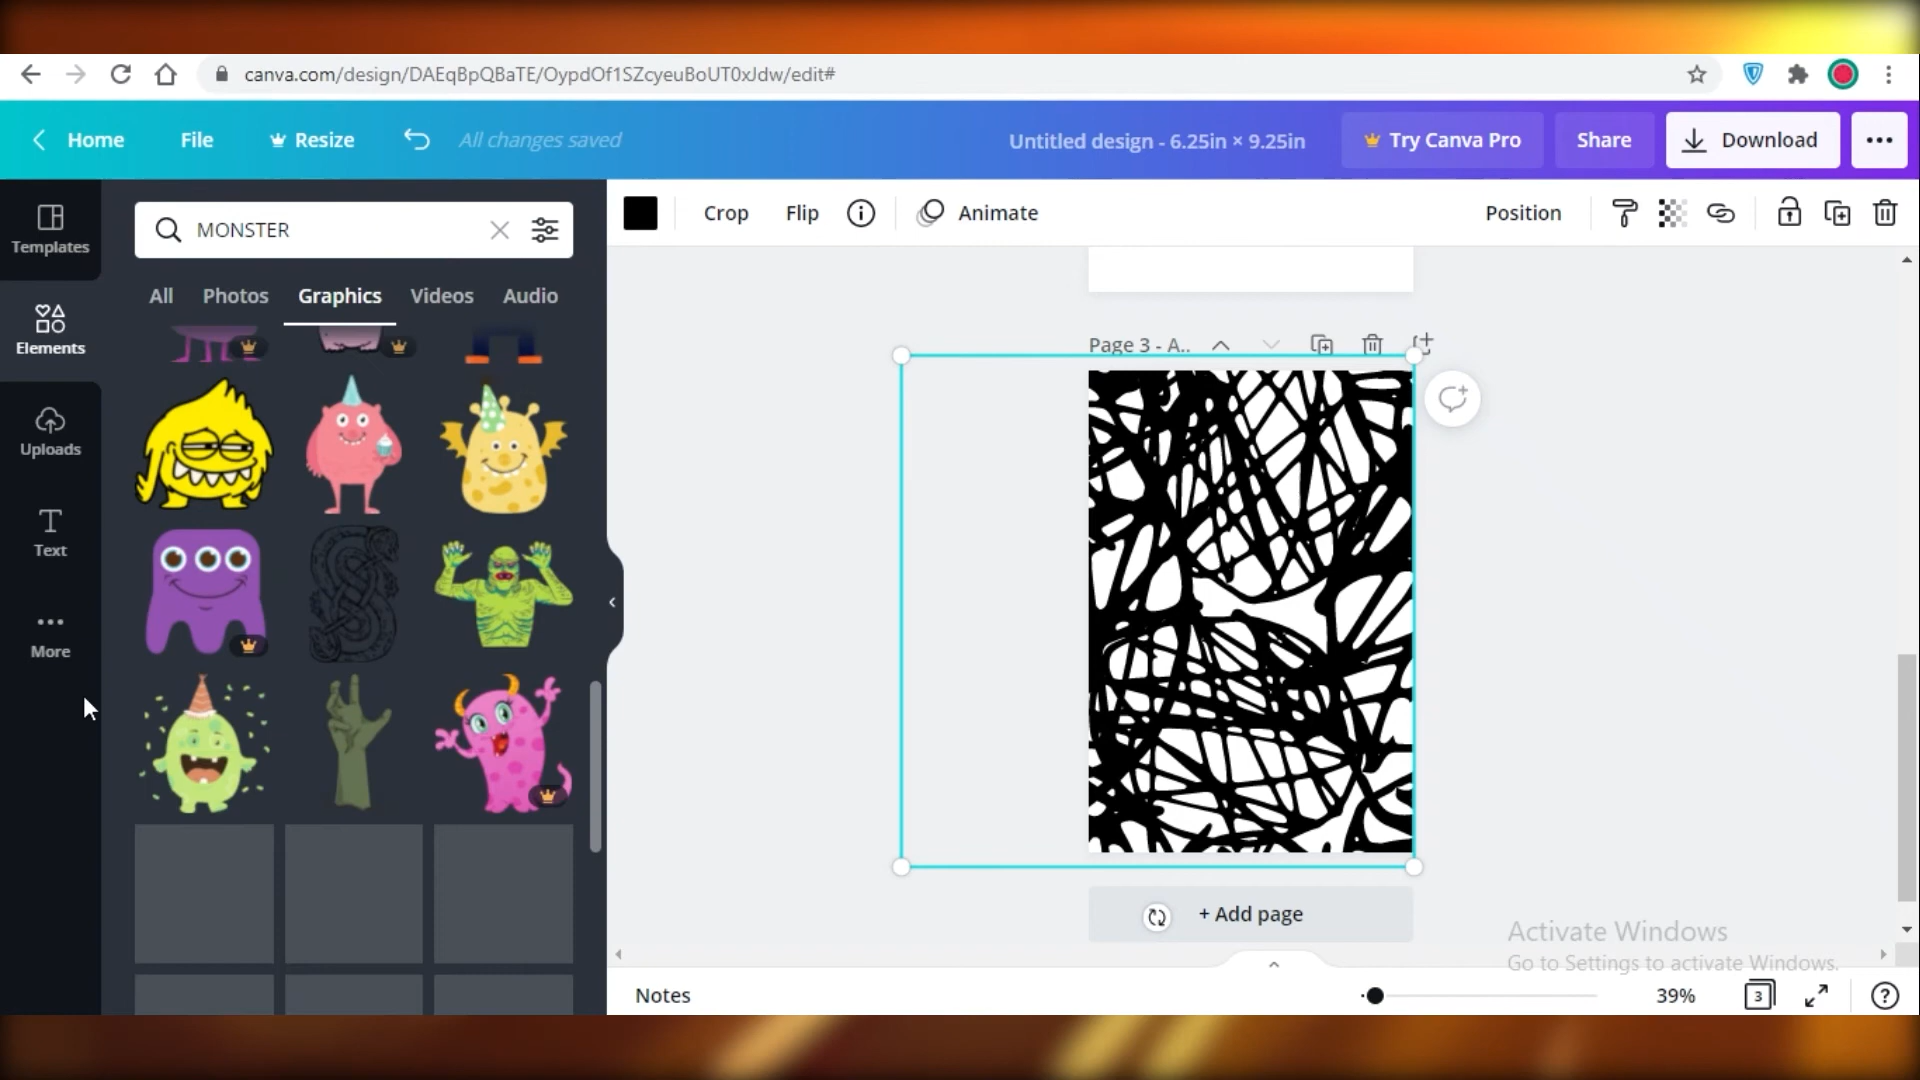 canva.com/design/DAEqBpQBaTE/OypdOf1SZcyeuBoUT0xJdw/edit#
Home File Resize All changes saved Untitled design - 6.25in × 9.25in Try Canva Pro Share Download
Templates
Elements
Uploads
Text
More
MONSTER
All Photos Graphics Videos Audio
Crop Flip Animate Position
Page 3 - A..
+ Add page
Activate Windows
Go to Settings to activate Windows.
Notes 39% 3